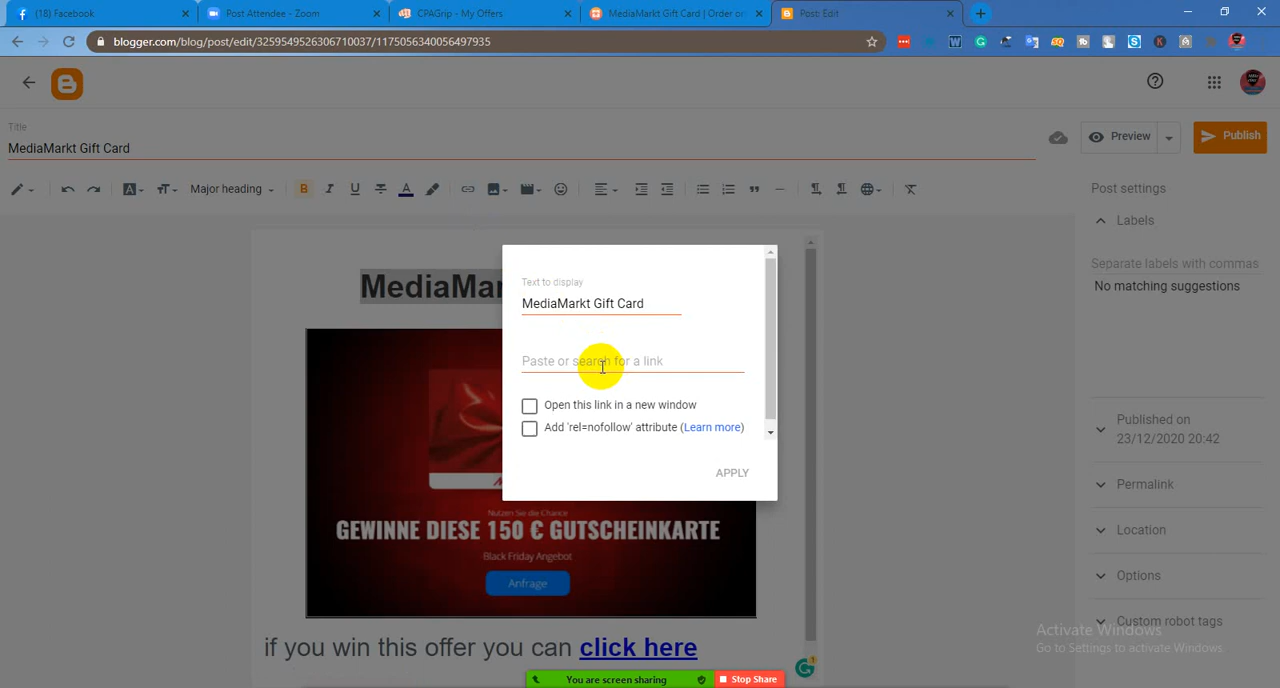 (18) Facebook
Post Attendee - Zoom
CPAGrip - My Offers
MediaMarkt Gift Card | Order on
Post: Edit
blogger.com/blog/post/edit/3259549526306710037/1175056340056497935
Title
MediaMarkt Gift Card
Preview
Publish
Major heading
B
Post settings
Labels
Separate labels with commas
No matching suggestions
Published on
23/12/2020 20:42
Permalink
Location
Options
Custom robot tags
MediaMar
Text to display
MediaMarkt Gift Card
Paste or search for a link
Open this link in a new window
Add 'rel=nofollow' attribute (Learn more)
APPLY
Nutzen Sie die Chance
GEWINNE DIESE 150 € GUTSCHEINKARTE
Black Friday Angebot
Anfrage
if you win this offer you can click here
Activate Windows
Go to Settings to activate Windows.
You are screen sharing
Stop Share